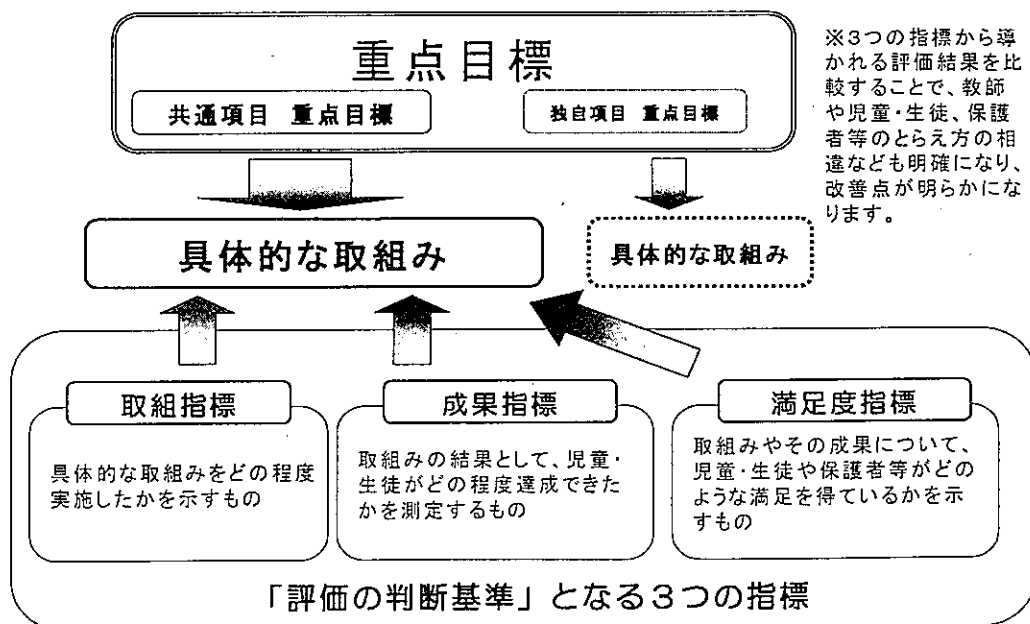 重点目標
共通項目 重点目標
独自項目 重点目標
※3つの指標から導
かれる評価結果を比
較することで、教師
や児童・生徒、保護
者等のとらえ方の相
違なども明確になり、
改善点が明らかにな
ります。
具体的な取組み
具体的な取組み
取組指標
具体的な取組みをどの程度
実施したかを示すもの
成果指標
取組みの結果として、児童・
生徒がどの程度達成できた
かを測定するもの
満足度指標
取組みやその成果について、
児童・生徒や保護者等がどの
ような満足を得ているかを示
すもの
「評価の判断基準」となる3つの指標